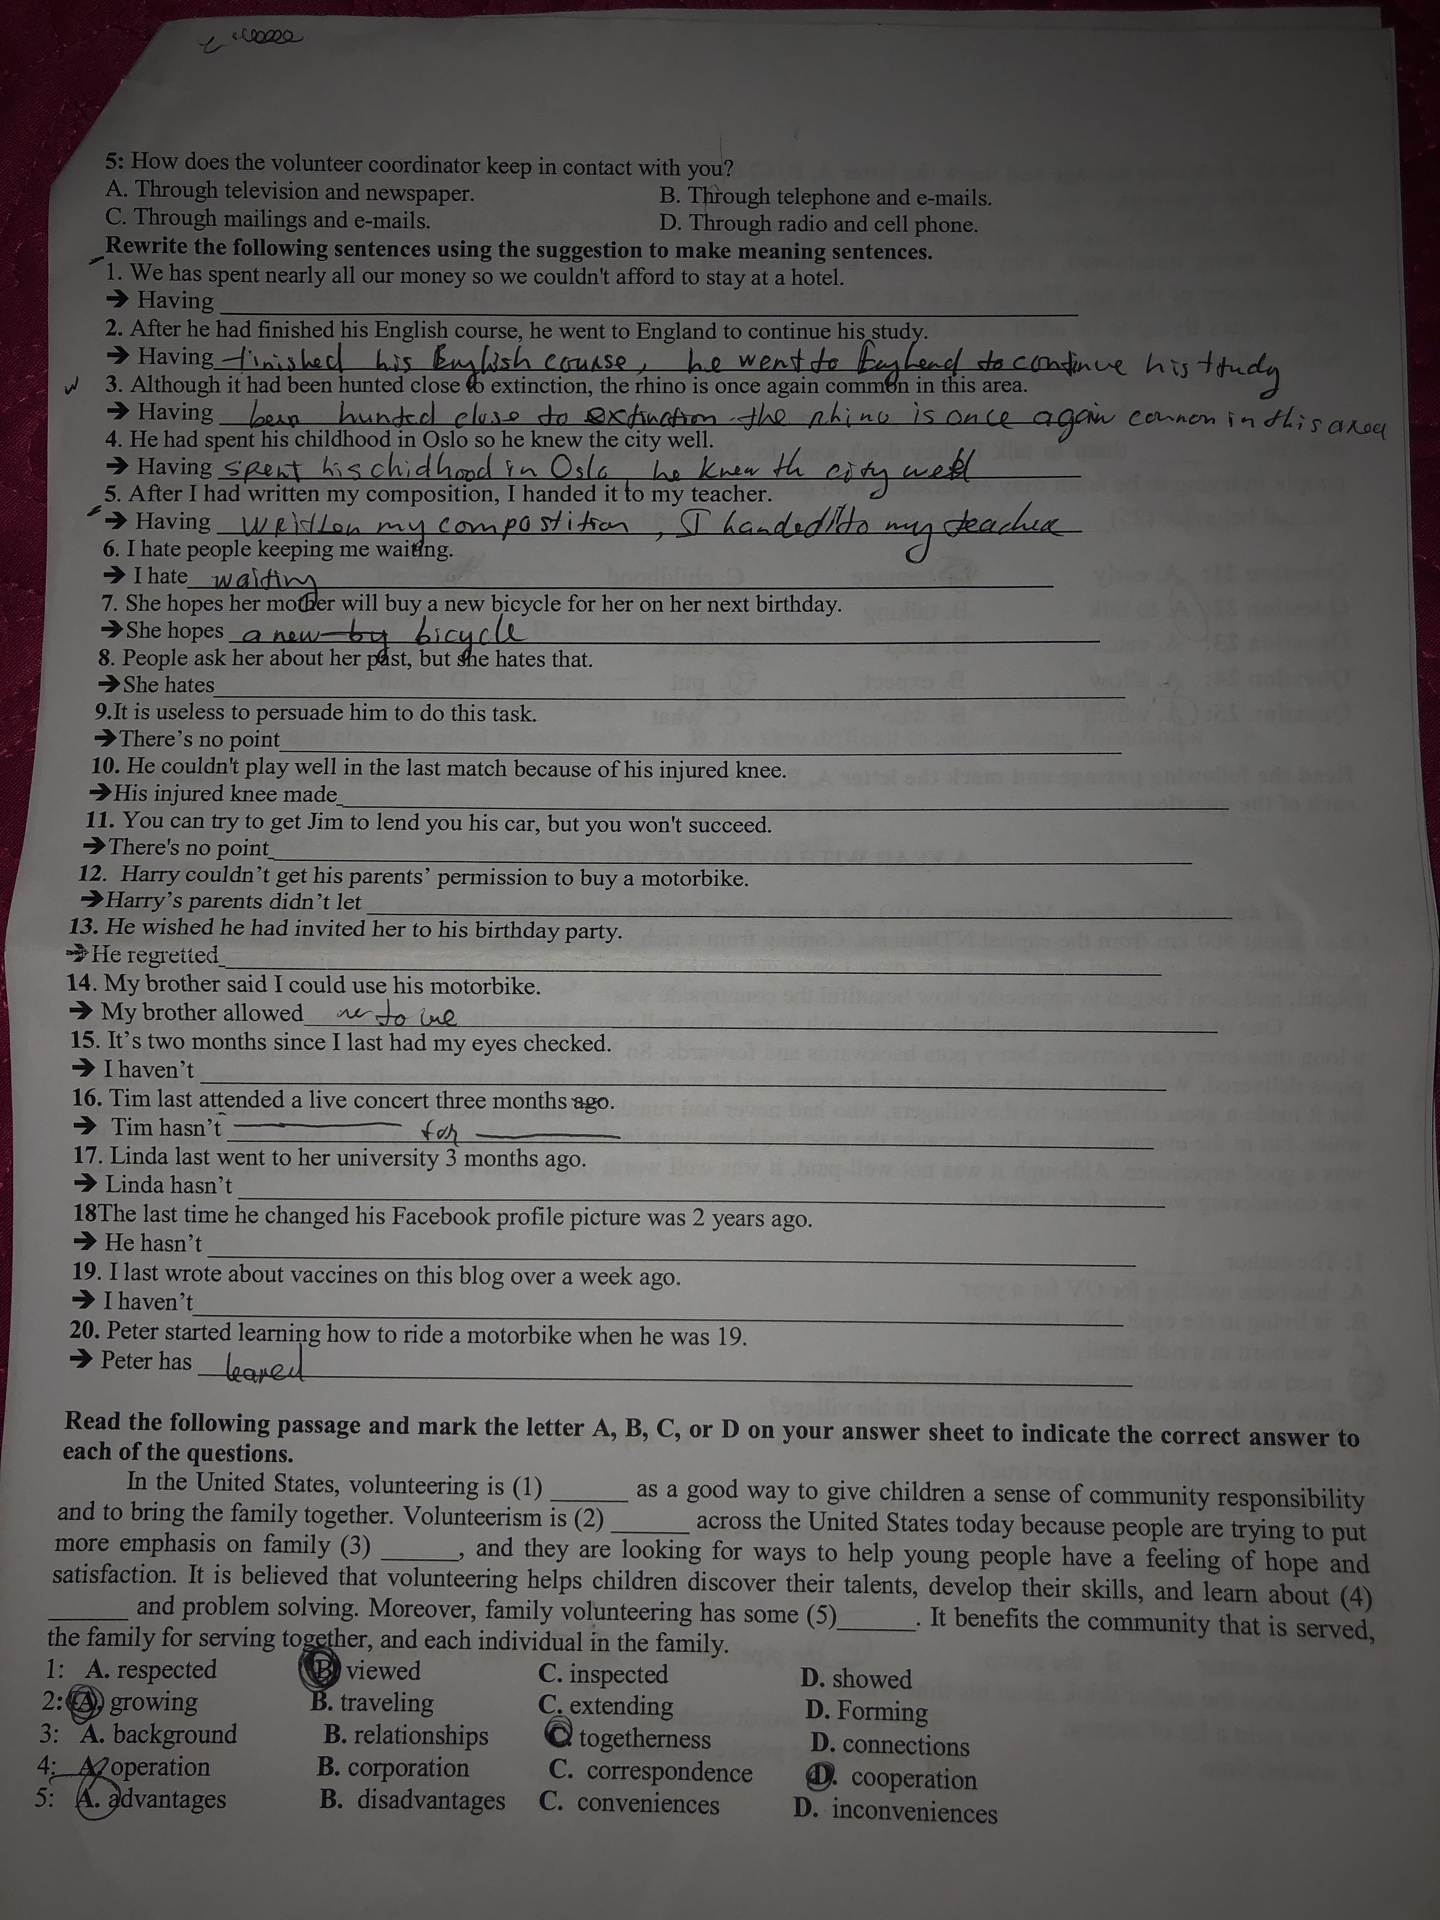 5: How does the volunteer coordinator keep in contact with you?
A. Through television and newspaper. B. Through telephone and e-mails.
C. Through mailings and e-mails. D. Through radio and cell phone.
Rewrite the following sentences using the suggestion to make meaning sentences.
1. We has spent nearly all our money so we couldn't afford to stay at a hotel.
➔ Having
2. After he had finished his English course, he went to England to continue his study.
➔ Having finished his English course, he went to to continue his
3. Although it had been hunted close to extinction, the rhino is once again common in this area.
➔ Having been hunted close to extinction the rhino is once again common in this area
4. He had spent his childhood in Oslo so he knew the city well.
➔ Having spent his chidhood in Oslo, he knew th city well
5. After I had written my composition, I handed it to my teacher.
➔ Having written my compostition, I handed it to my teacher
6. I hate people keeping me waiting.
➔ I hate waiting
7. She hopes her mother will buy a new bicycle for her on her next birthday.
➔She hopes a new by bicycle
8. People ask her about her past, but she hates that.
➔She hates
9.It is useless to persuade him to do this task.
➔There's no point
10. He couldn't play well in the last match because of his injured knee.
➔His injured knee made
11. You can try to get Jim to lend you his car, but you won't succeed.
➔There's no point
12. Harry couldn't get his parents' permission to buy a motorbike.
➔Harry's parents didn't let
13. He wished he had invited her to his birthday party.
➔He regretted
14. My brother said I could use his motorbike.
➔ My brother allowed to
15. It's two months since I last had my eyes checked.
➔ I haven't
16. Tim last attended a live concert three months ago.
➔ Tim hasn't for
17. Linda last went to her university 3 months ago.
➔ Linda hasn't
18The last time he changed his Facebook profile picture was 2 years ago.
➔ He hasn't
19. I last wrote about vaccines on this blog over a week ago.
➔ I haven't
20. Peter started learning how to ride a motorbike when he was 19.
➔ Peter has leared
Read the following passage and mark the letter A, B, C, or D on your answer sheet to indicate the correct answer to
each of the questions.
In the United States, volunteering is (1) ______ as a good way to give children a sense of community responsibility
and to bring the family together. Volunteerism is (2) ______ across the United States today because people are trying to put
more emphasis on family (3) ______, and they are looking for ways to help young people have a feeling of hope and
satisfaction. It is believed that volunteering helps children discover their talents, develop their skills, and learn about (4)
______ and problem solving. Moreover, family volunteering has some (5)______. It benefits the community that is served,
the family for serving together, and each individual in the family.
1: A. respected B. viewed C. inspected D. showed
2: A. growing B. traveling C. extending D. Forming
3: A. background B. relationships C. togetherness D. connections
4: A. operation B. corporation C. correspondence D. cooperation
5: A. advantages B. disadvantages C. conveniences D. inconveniences